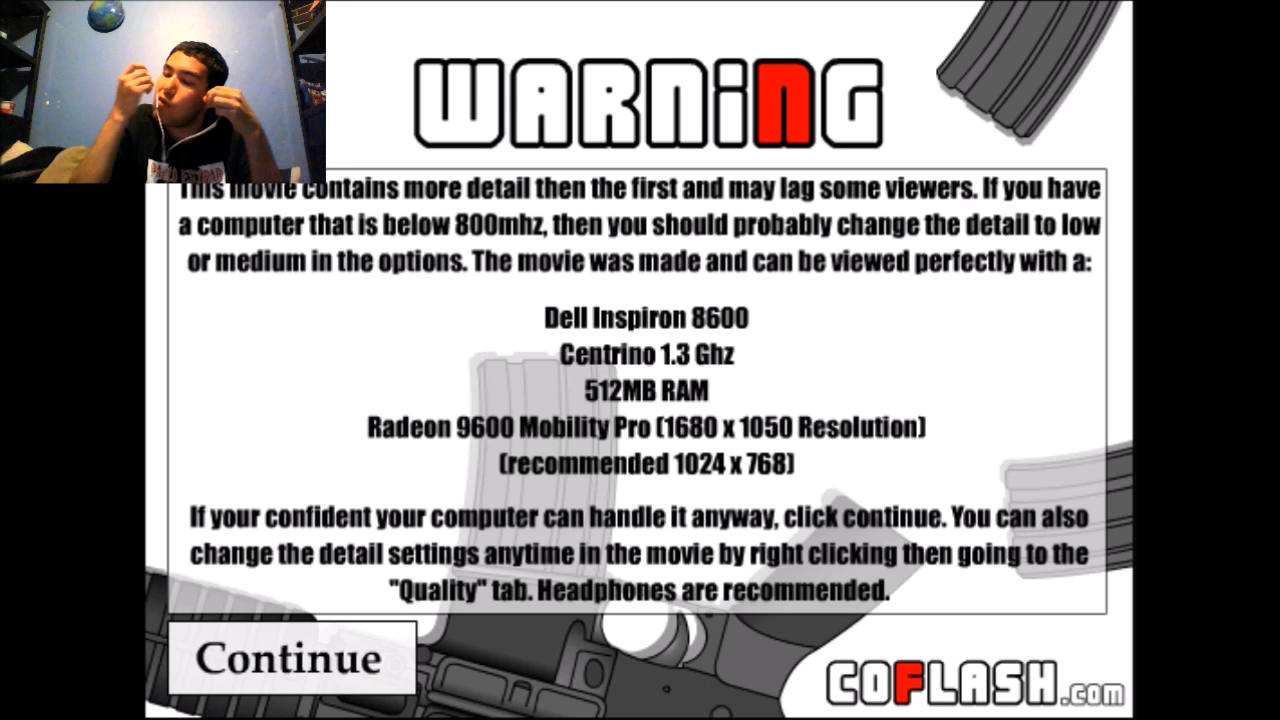 WARNiNG
This movie contains more detail then the first and may lag some viewers. If you have
a computer that is below 800mhz, then you should probably change the detail to low
or medium in the options. The movie was made and can be viewed perfectly with a:
Dell Inspiron 8600
Centrino 1.3 Ghz
512MB RAM
Radeon 9600 Mobility Pro (1680 x 1050 Resolution)
(recommended 1024 x 768)
If your confident your computer can handle it anyway, click continue. You can also
change the detail settings anytime in the movie by right clicking then going to the
"Quality" tab. Headphones are recommended.
Continue
COFLASH.com